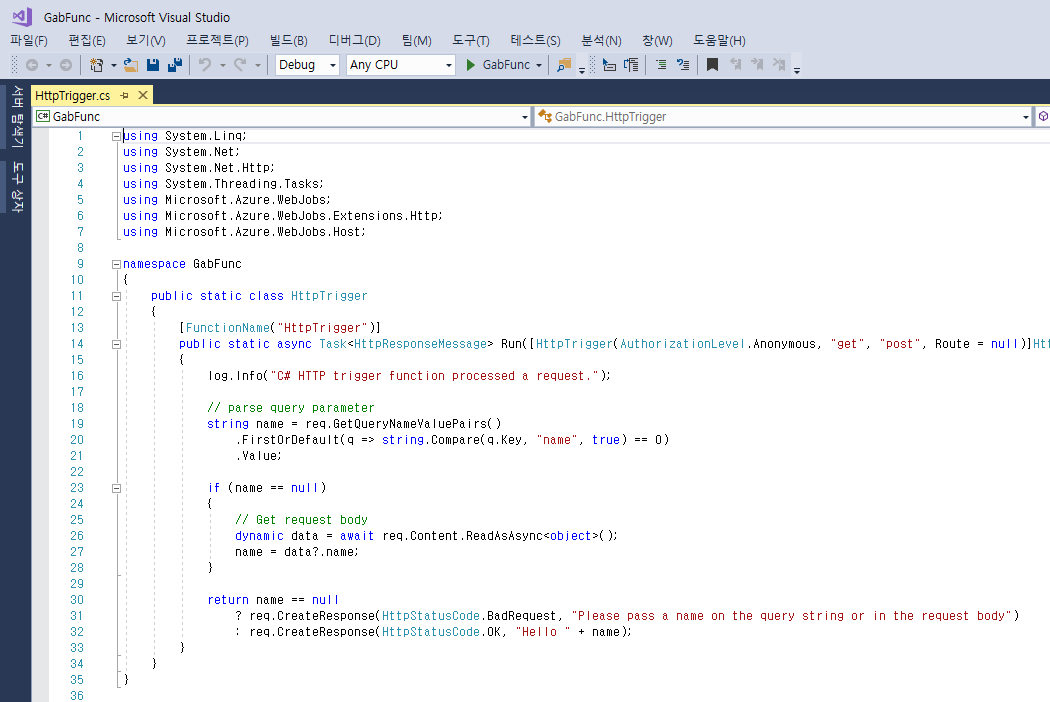 GabFunc - Microsoft Visual Studio
파일(F) 편집(E) 보기(V) 프로젝트(P) 빌드(B) 디버그(D) 팀(M) 도구(T) 테스트(S) 분석(N) 창(W) 도움말(H)
Debug Any CPU GabFunc
서버 탐색기
도구 상자
HttpTrigger.cs
C# GabFunc GabFunc.HttpTrigger
1 using System.Linq;
2 using System.Net;
3 using System.Net.Http;
4 using System.Threading.Tasks;
5 using Microsoft.Azure.WebJobs;
6 using Microsoft.Azure.WebJobs.Extensions.Http;
7 using Microsoft.Azure.WebJobs.Host;
8
9 namespace GabFunc
10 {
11 public static class HttpTrigger
12 {
13 [FunctionName("HttpTrigger")]
14 public static async Task<HttpResponseMessage> Run([HttpTrigger(AuthorizationLevel.Anonymous, "get", "post", Route = null)]Htt
15 {
16 log.Info("C# HTTP trigger function processed a request.");
17
18 // parse query parameter
19 string name = req.GetQueryNameValuePairs()
20 .FirstOrDefault(q => string.Compare(q.Key, "name", true) == 0)
21 .Value;
22
23 if (name == null)
24 {
25 // Get request body
26 dynamic data = await req.Content.ReadAsAsync<object>();
27 name = data?.name;
28 }
29
30 return name == null
31 ? req.CreateResponse(HttpStatusCode.BadRequest, "Please pass a name on the query string or in the request body")
32 : req.CreateResponse(HttpStatusCode.OK, "Hello " + name);
33 }
34 }
35 }
36